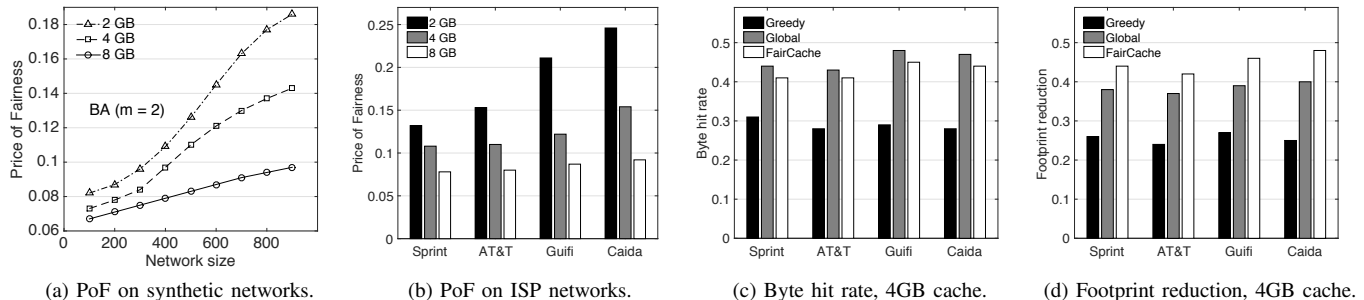 0.18
0.16
0.14
0.12
0.1
0.08
0.06
Price of Fairness
2 GB
4 GB
8 GB
BA (m = 2)
0 200 400 600 800
Network size
(a) PoF on synthetic networks.
0.25
0.2
0.15
0.1
0.05
0.00
Price of Fairness
2 GB
4 GB
8 GB
Sprint AT&T Guifi Caida
(b) PoF on ISP networks.
0.5
0.4
0.3
0.2
0.1
0
Byte hit rate
Greedy
Global
FairCache
Sprint AT&T Guifi Caida
(c) Byte hit rate, 4GB cache.
0.5
0.4
0.3
0.2
0.1
0
Footprint reduction
Greedy
Global
FairCache
Sprint AT&T Guifi Caida
(d) Footprint reduction, 4GB cache.